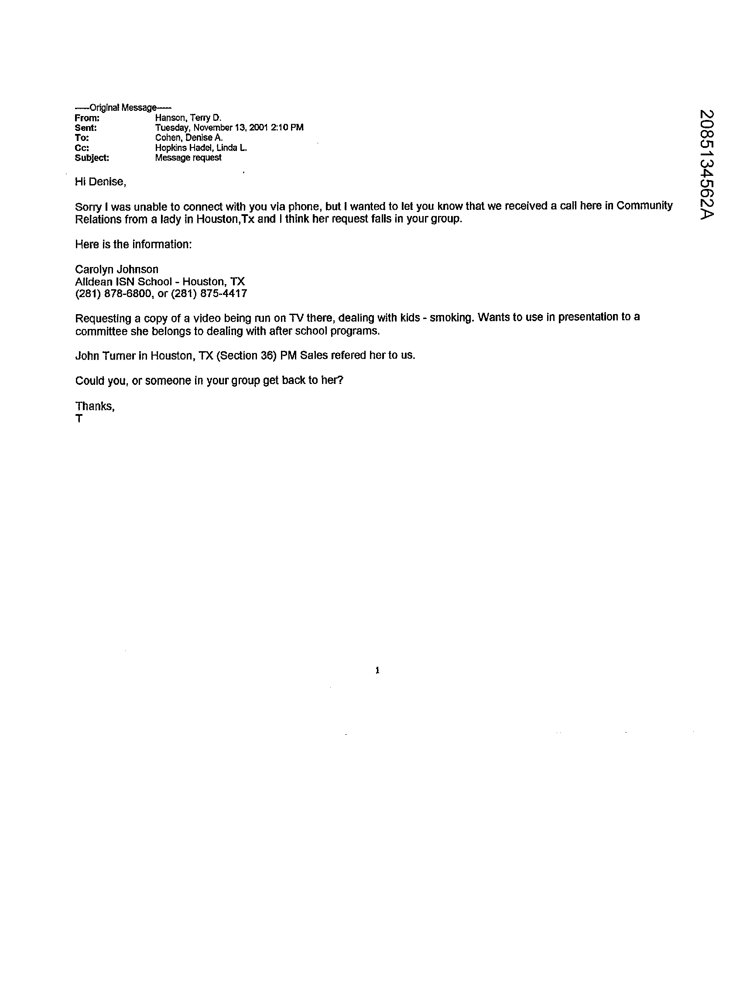 -----Original Message-----
From: Hanson, Terry D.
Sent: Tuesday, November 13, 2001 2:10 PM
To: Cohen, Denise A.
Cc: Hopkins Hadel, Linda L.
Subject: Message request
Hi Denise,
Sorry I was unable to connect with you via phone, but I wanted to let you know that we received a call here in Community
Relations from a lady in Houston,Tx and I think her request falls in your group.
Here is the information:
Carolyn Johnson
Alldean ISN School - Houston, TX
(281) 878-6800, or (281) 875-4417
Requesting a copy of a video being run on TV there, dealing with kids - smoking. Wants to use in presentation to a
committee she belongs to dealing with after school programs.
John Turner in Houston, TX (Section 36) PM Sales refered her to us.
Could you, or someone in your group get back to her?
Thanks,
T
1
2085134562A